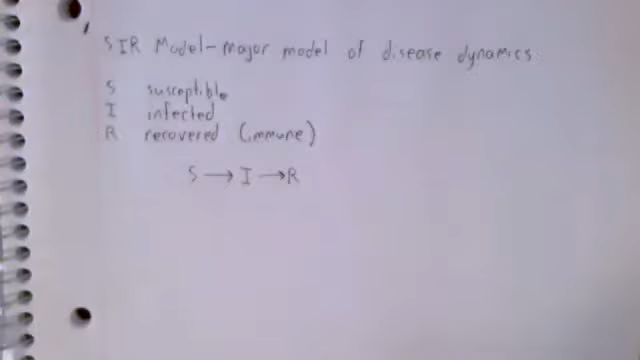 SIR Model - major model of disease dynamics
S susceptible
I infected
R recovered (immune)
S → I → R